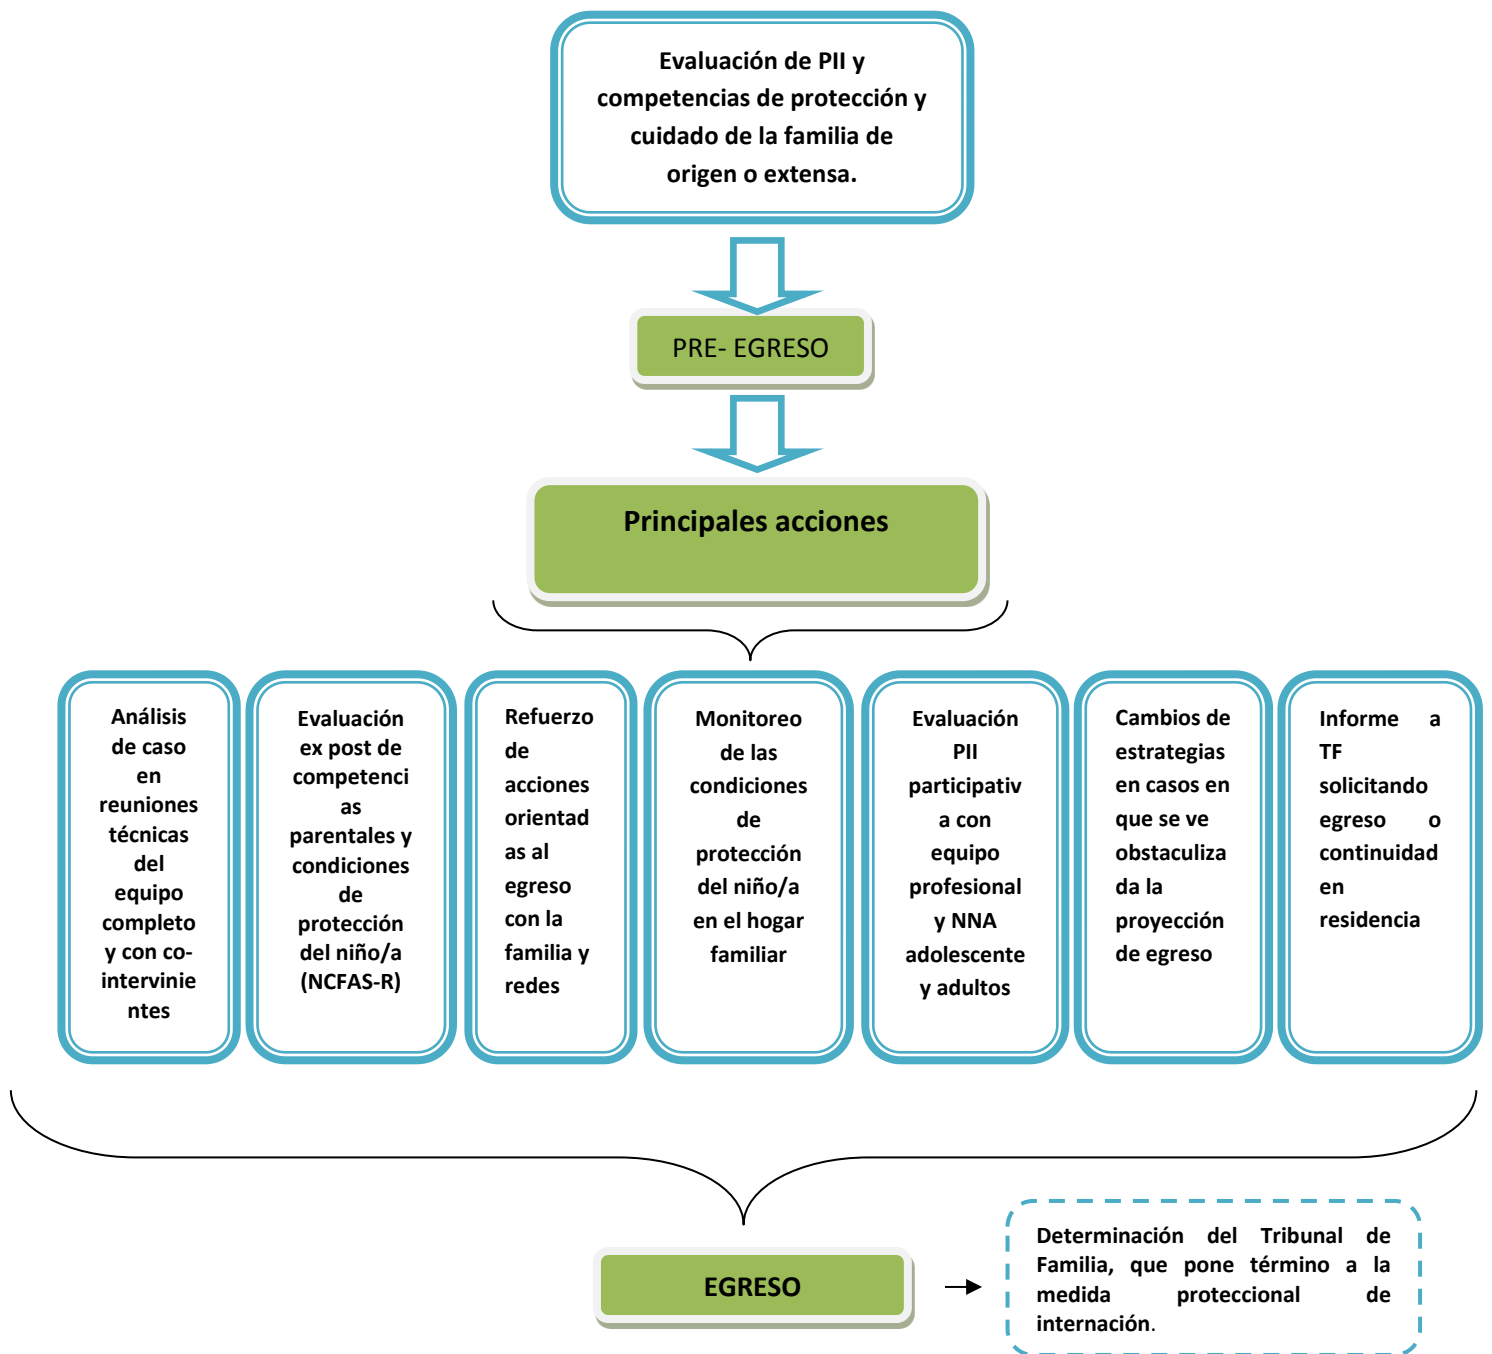 Evaluación de PII y
competencias de protección y
cuidado de la familia de
origen o extensa.
PRE- EGRESO
Principales acciones
Análisis
de caso
en
reuniones
técnicas
del
equipo
completo
y con co-
intervinie
ntes
Evaluación
ex post de
competenci
as
parentales y
condiciones
de
protección
del niño/a
(NCFAS-R)
Refuerzo
de
acciones
orientad
as al
egreso
con la
familia y
redes
Monitoreo
de las
condiciones
de
protección
del niño/a
en el hogar
familiar
Evaluación
PII
participativ
a con
equipo
profesional
y NNA
adolescente
y adultos
Cambios de
estrategias
en casos en
que se ve
obstaculiza
da la
proyección
de egreso
Informe a
TF
solicitando
egreso o
continuidad
en
residencia
EGRESO
Determinación del Tribunal de
Familia, que pone término a la
medida proteccional de
internación.